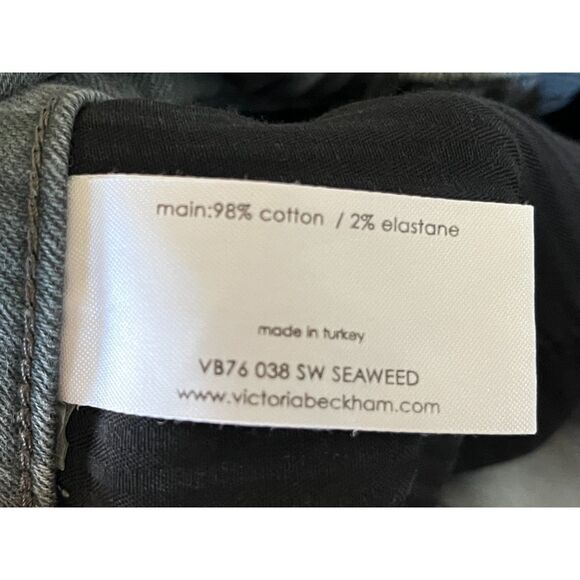 main:98% cotton / 2% elastane
made in turkey
VB76 038 SW SEAWEED
www.victoriabeckham.com